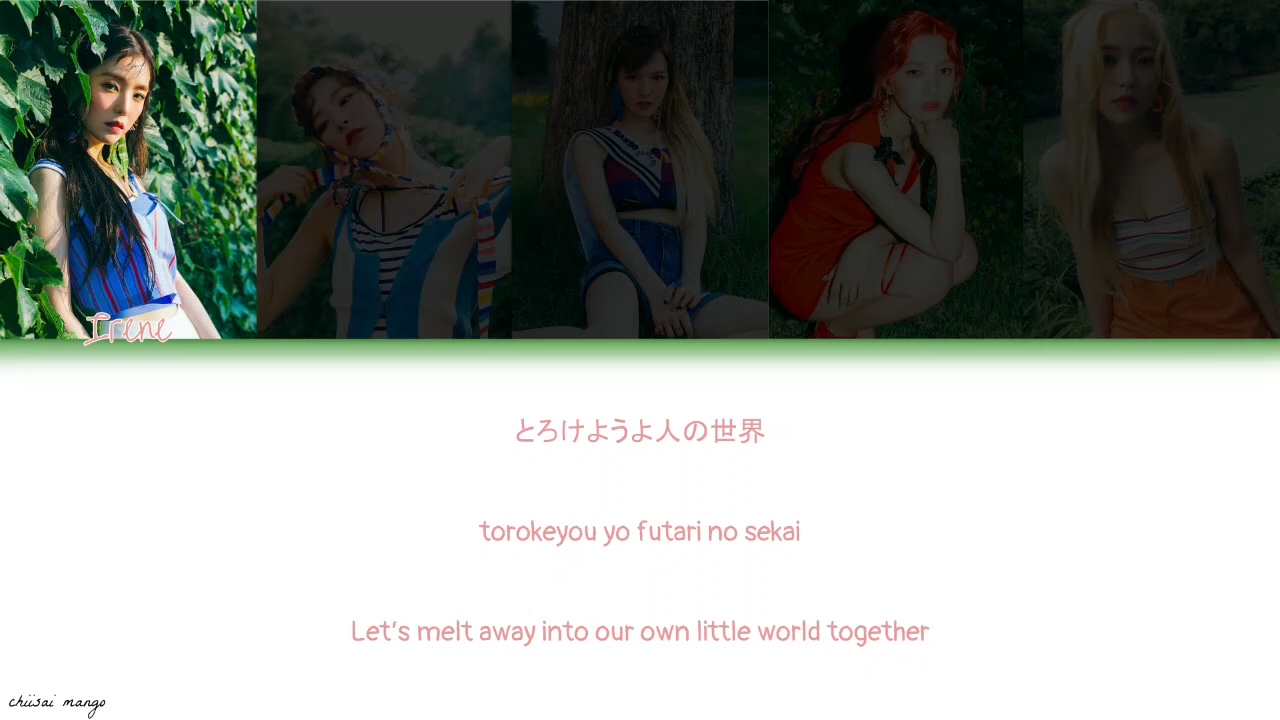 Irene
とろけようよ人の世界
torokeyou yo futari no sekai
Let's melt away into our own little world together
chiisai mango